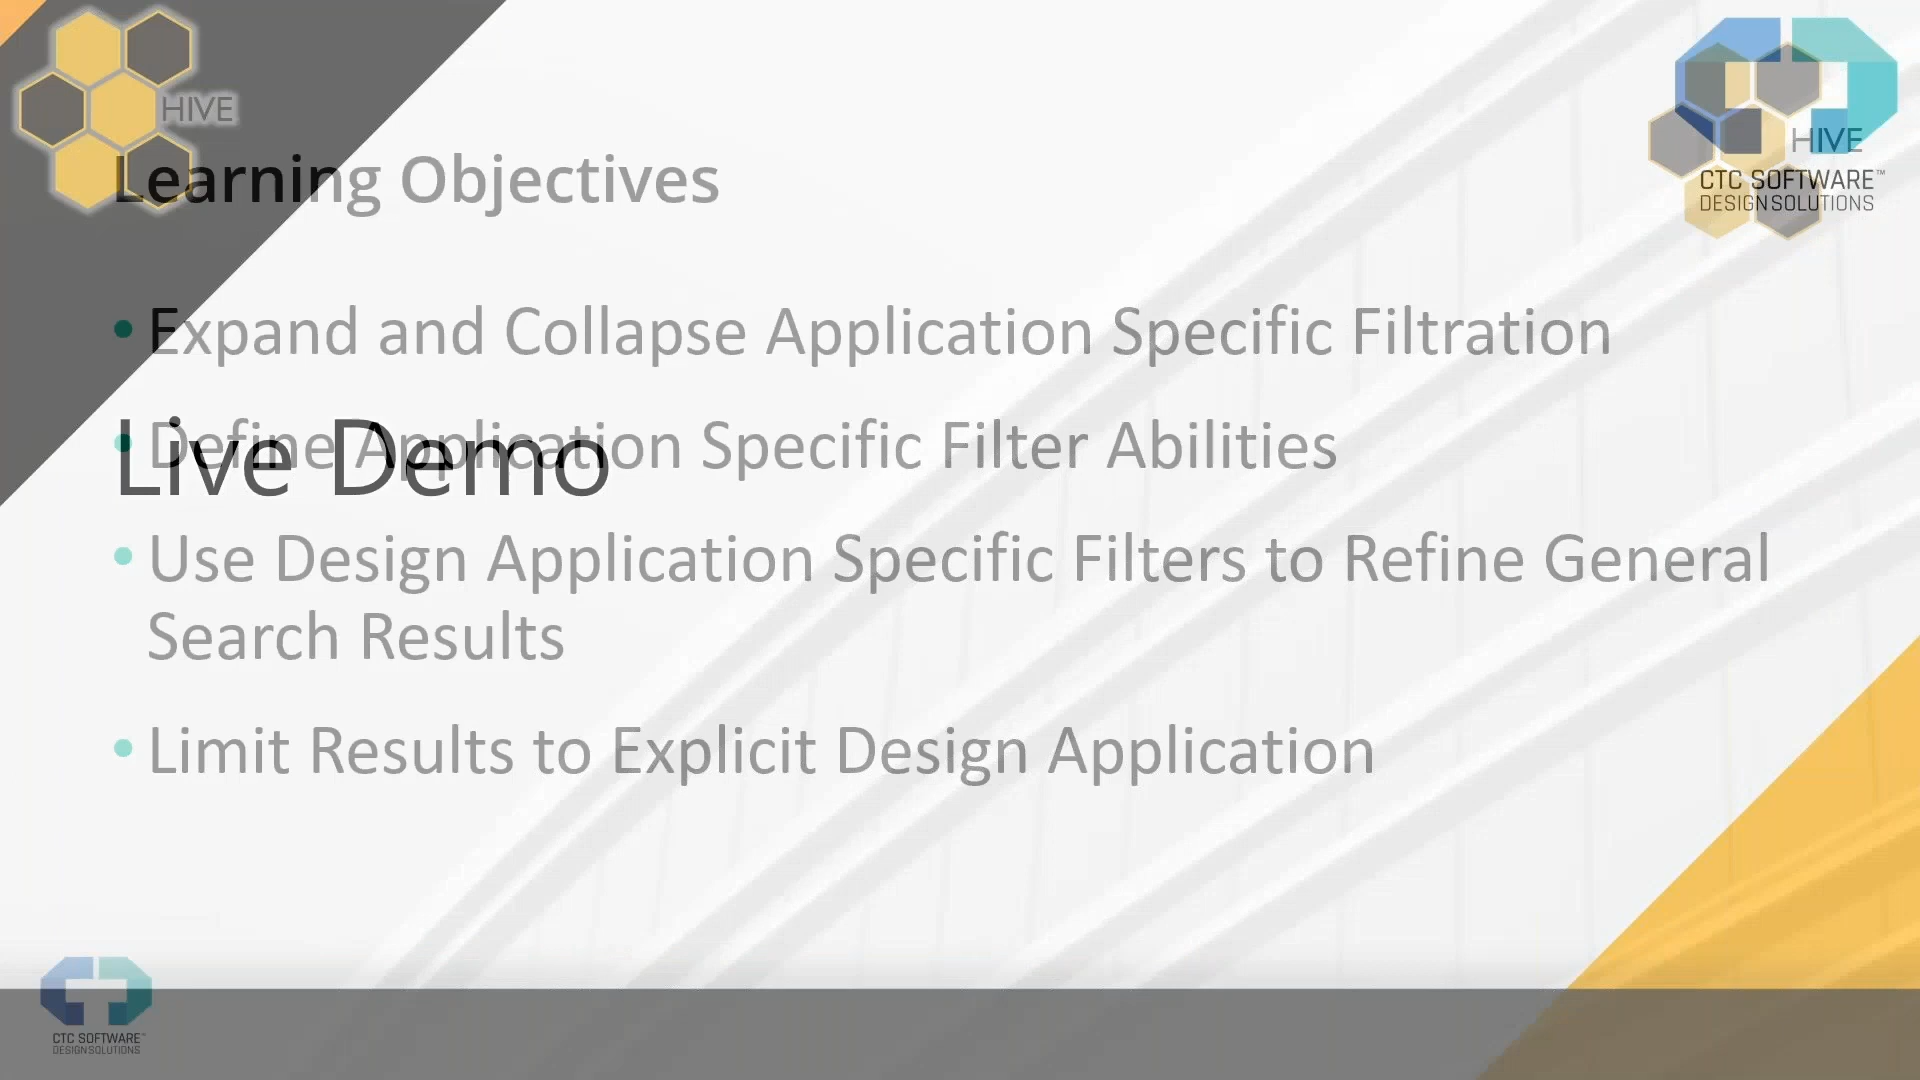 HIVE
HIVE
CTC SOFTWARE™
DESIGN SOLUTIONS
Learning Objectives
• Expand and Collapse Application Specific Filtration
• Define Application Specific Filter Abilities
Live Demo
• Use Design Application Specific Filters to Refine General
Search Results
• Limit Results to Explicit Design Application
CTC SOFTWARE™
DESIGN SOLUTIONS